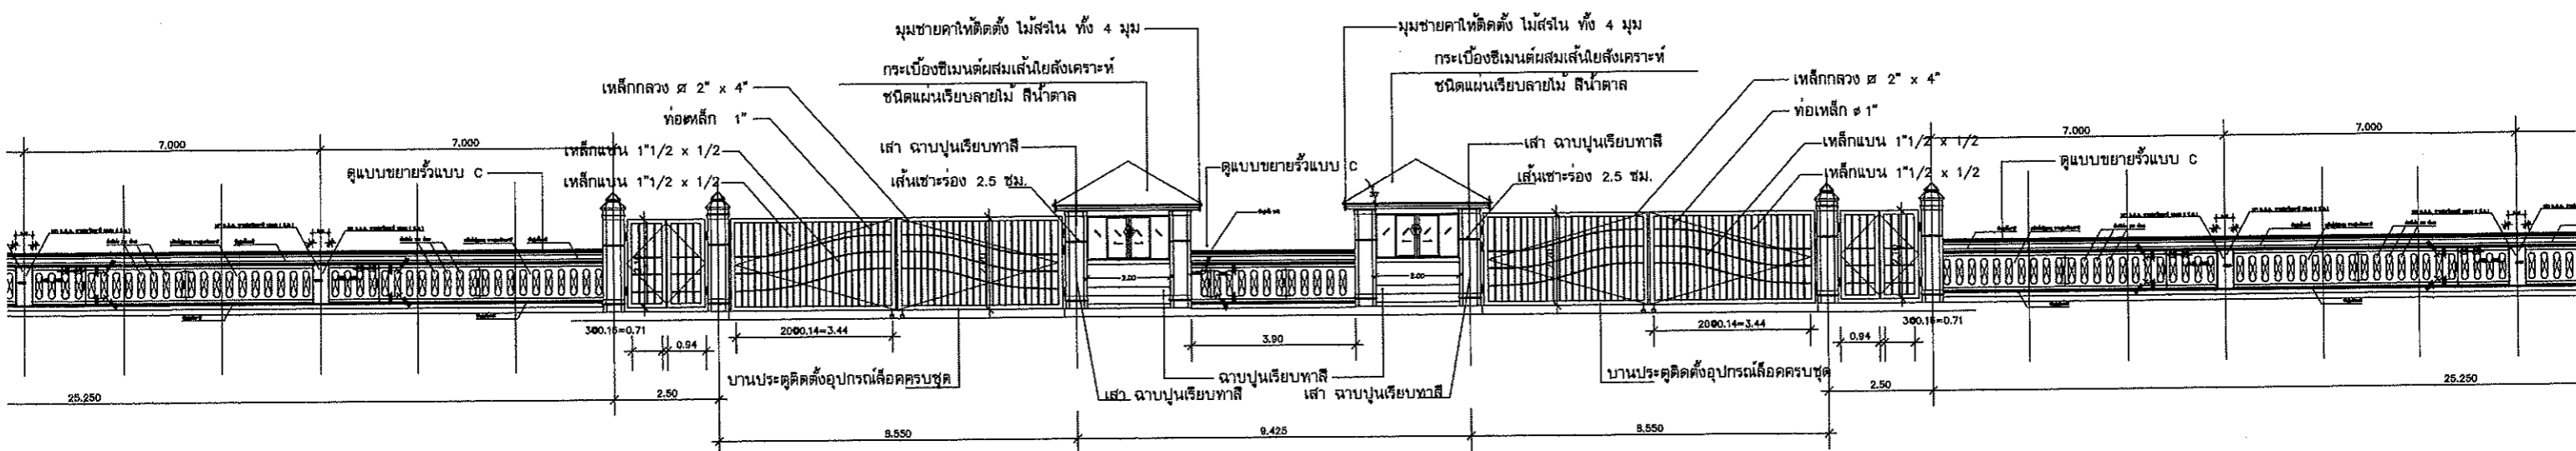 มุมชายคาให้ติดตั้ง ไม้สรไน ทั้ง 4 มุม
มุมชายคาให้ติดตั้ง ไม้สรไน ทั้ง 4 มุม
กระเบื้องซีเมนต์ผสมเส้นใยสังเคราะห์
ชนิดแผ่นเรียบลายไม้ สีน้ำตาล
กระเบื้องซีเมนต์ผสมเส้นใยสังเคราะห์
ชนิดแผ่นเรียบลายไม้ สีน้ำตาล
เหล็กกลวง ø 2" x 4"
เหล็กกลวง ø 2" x 4"
ท่อเหล็ก 1"
ท่อเหล็ก ø 1"
7.000
7.000
เหล็กแบน 1"1/2 x 1/2
เสา ฉาบปูนเรียบทาสี
เสา ฉาบปูนเรียบทาสี
เหล็กแบน 1"1/2 x 1/2
7.000
7.000
ดูแบบขยายรั้วแบบ C
เหล็กแบน 1"1/2 x 1/2
เส้นเซาะร่อง 2.5 ซม.
ดูแบบขยายรั้วแบบ C
เส้นเซาะร่อง 2.5 ซม.
เหล็กแบน 1"1/2 x 1/2
ดูแบบขยายรั้วแบบ C
2.00
2.00
300.16=0.71
0.94
2000.14=3.44
3.90
2000.14=3.44
0.94
300.16=0.71
บานประตูติดตั้งอุปกรณ์ล็อคครบชุด
ฉาบปูนเรียบทาสี
บานประตูติดตั้งอุปกรณ์ล็อคครบชุด
25.250
2.50
เสา ฉาบปูนเรียบทาสี
เสา ฉาบปูนเรียบทาสี
2.50
25.250
8.550
9.425
8.550